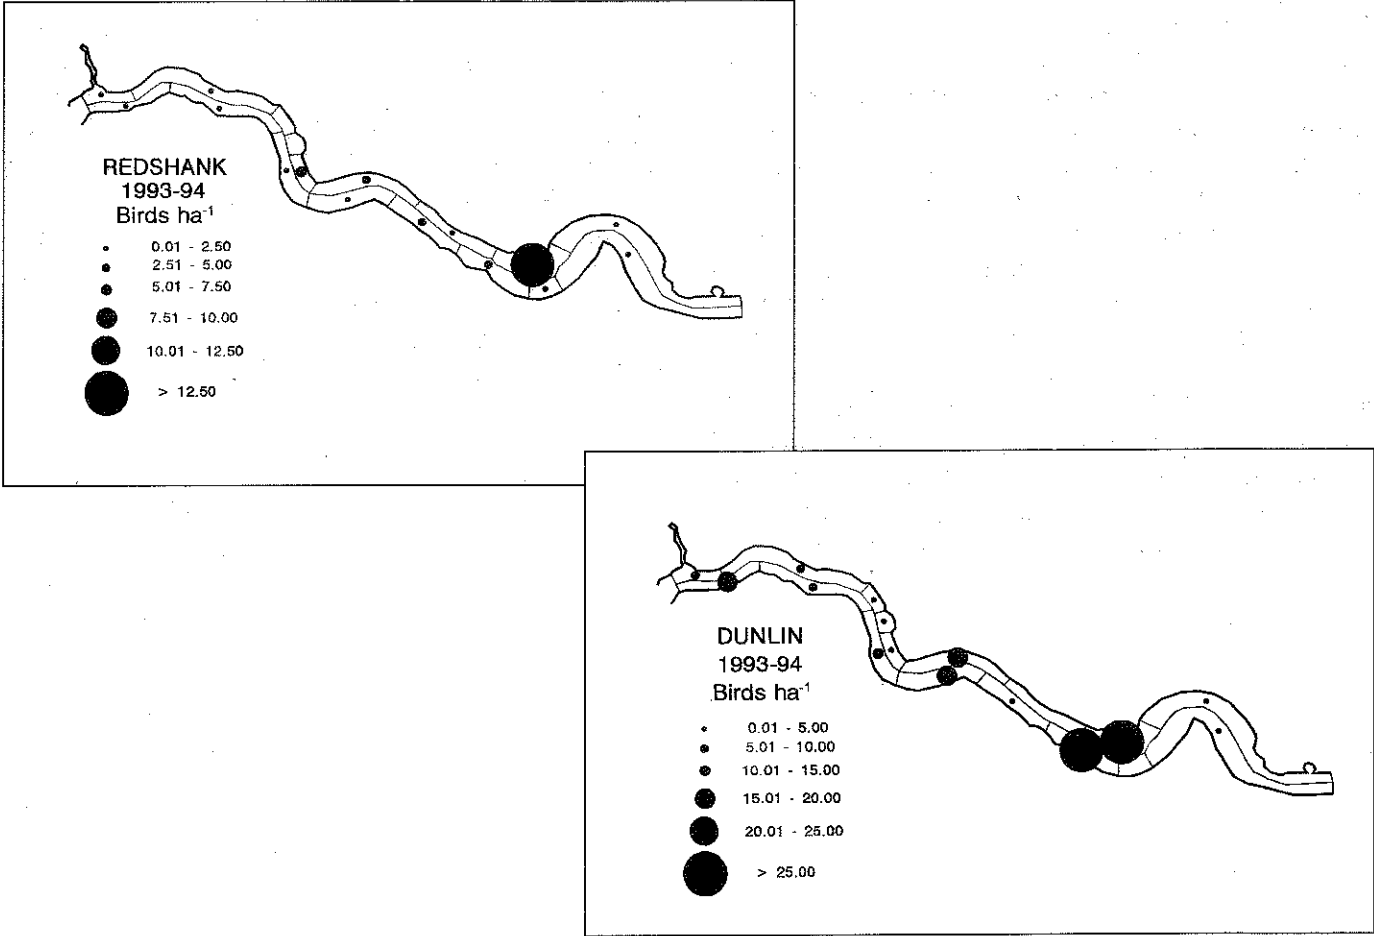 REDSHANK
1993-94
Birds ha⁻¹
0.01 - 2.50
2.51 - 5.00
5.01 - 7.50
7.51 - 10.00
10.01 - 12.50
> 12.50
DUNLIN
1993-94
Birds ha⁻¹
0.01 - 5.00
5.01 - 10.00
10.01 - 15.00
15.01 - 20.00
20.01 - 25.00
> 25.00